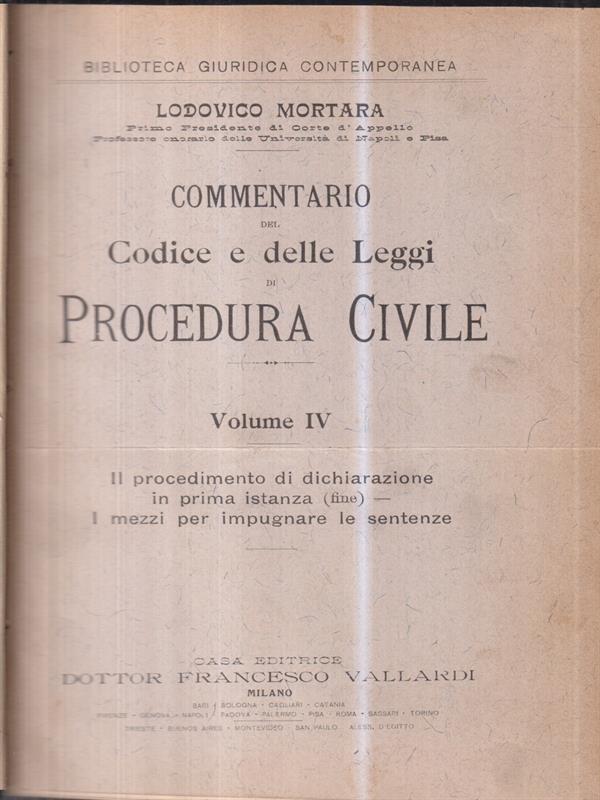 BIBLIOTECA GIURIDICA CONTEMPORANEA
LODOVICO MORTARA
Primo Presidente di Corte d'Appello
Professore onorario delle Università di Napoli e Pisa
COMMENTARIO
DEL
Codice e delle Leggi
DI
PROCEDURA CIVILE
Volume IV
Il procedimento di dichiarazione
in prima istanza (fine) —
I mezzi per impugnare le sentenze
CASA EDITRICE
DOTTOR FRANCESCO VALLARDI
MILANO
BARI - BOLOGNA - CAGLIARI - CATANIA
FIRENZE - GENOVA - NAPOLI - PADOVA - PALERMO - PISA - ROMA - SASSARI - TORINO
TRIESTE - BUENOS AIRES - MONTEVIDEO - SAN PAULO - ALESS. D'EGITTO